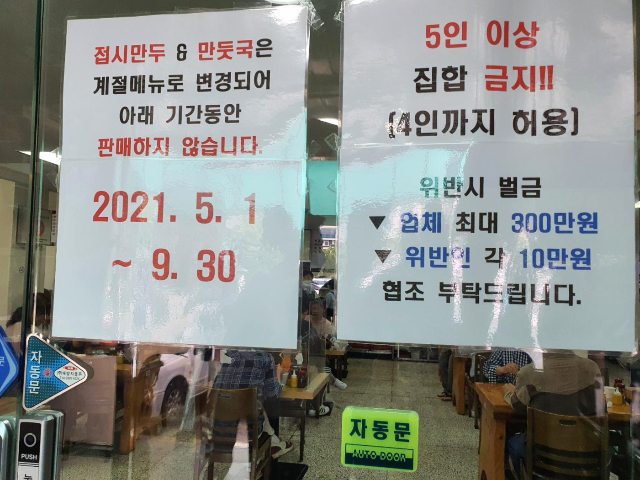 접시만두 & 만둣국은
계절메뉴로 변경되어
아래 기간동안
판매하지 않습니다.
2021. 5. 1
~ 9. 30
5인 이상
집합 금지!!
(4인까지 허용)
위반시 벌금
▼ 업체 최대 300만원
▼ 위반인 각 10만원
협조 부탁드립니다.
자동문
PUSH
자동문
AUTO DOOR